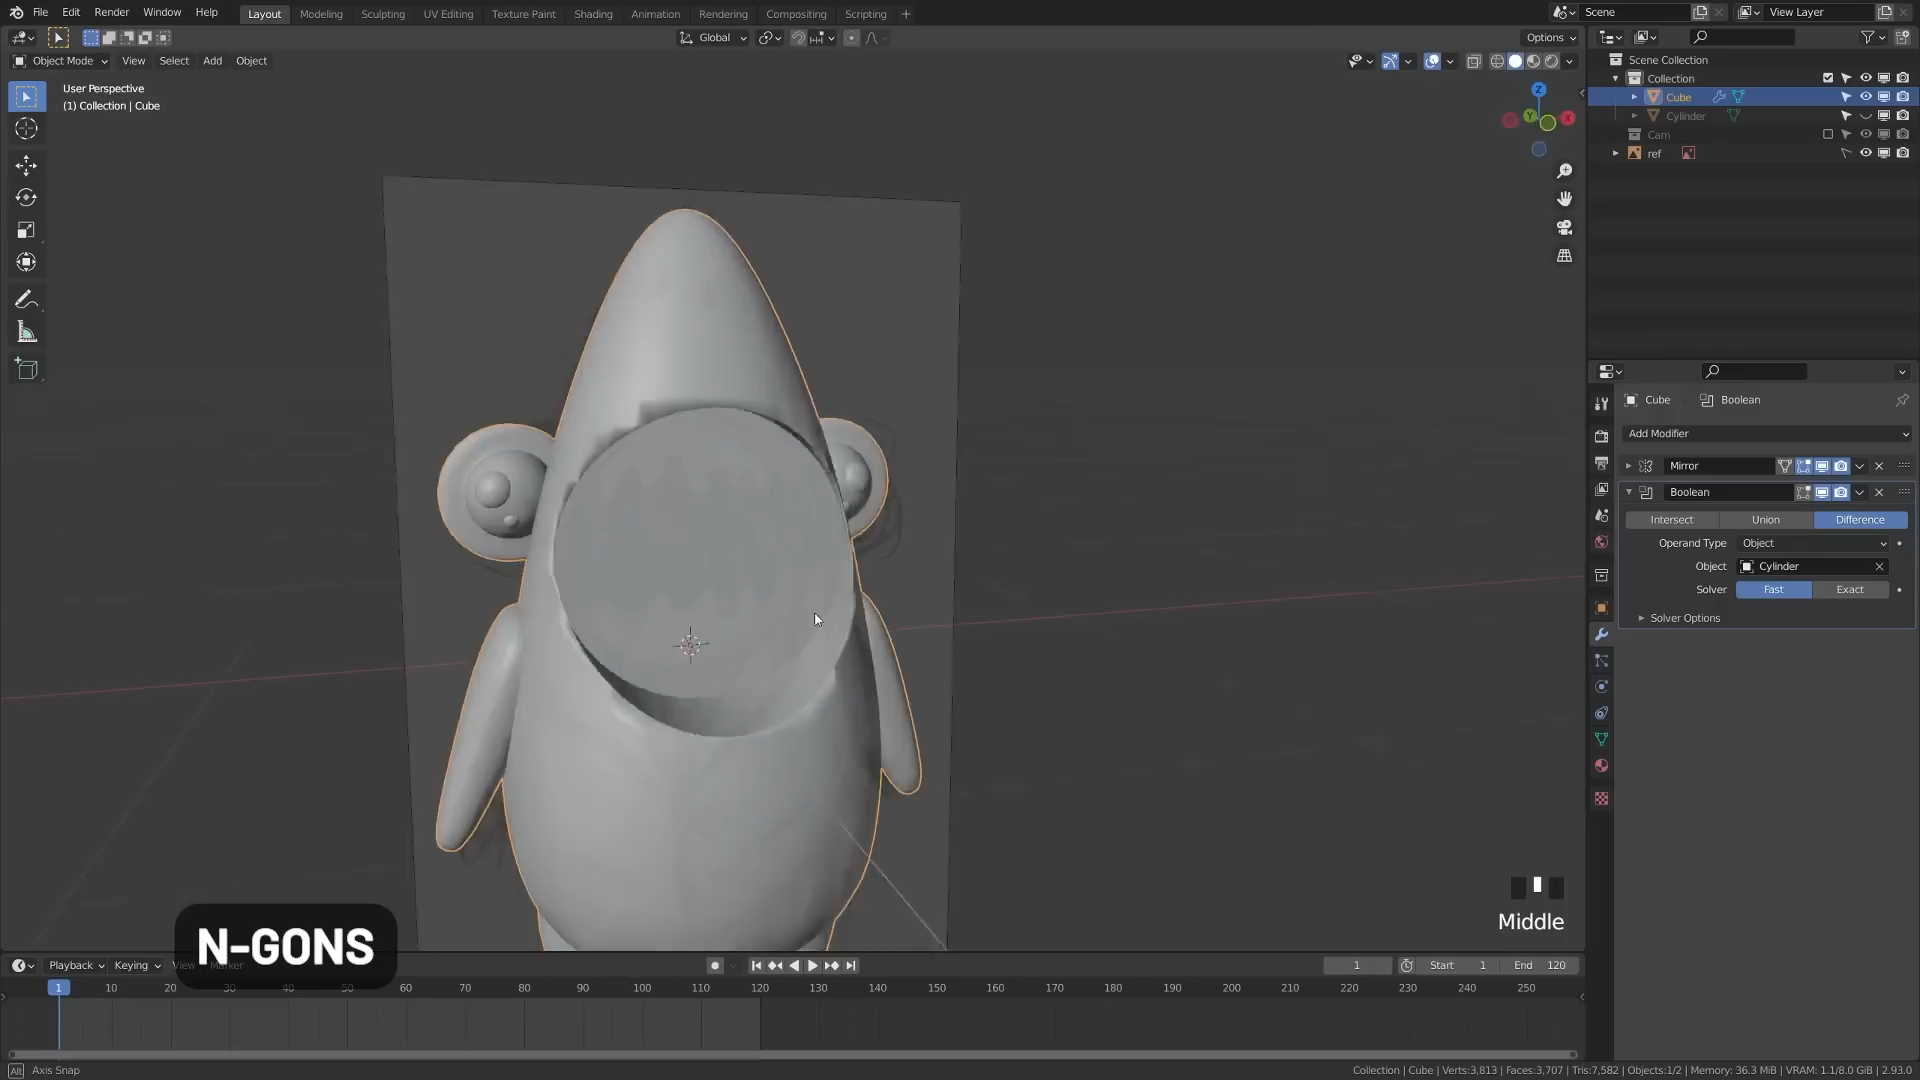 File Edit Render Window Help Layout Modeling Sculpting UV Editing Texture Paint Shading Animation Rendering Compositing Scripting + Scene View Layer
Global Options
Object Mode View Select Add Object
User Perspective
(1) Collection | Cube
Z
Y
X
Scene Collection
Collection
Cube
Cylinder
Cam
ref
Cube Boolean
Add Modifier
Mirror
Boolean
Intersect Union Difference
Operand Type Object
Object Cylinder
Solver Fast Exact
Solver Options
Middle
N-GONS
Playback Keying View Marker 1 Start 1 End 120
1 10 20 30 40 50 60 70 80 90 100 110 120 130 140 150 160 170 180 190 200 210 220 230 240 250
Alt Axis Snap Collection | Cube | Verts:3,813 | Faces:3,707 | Tris:7,582 | Objects:1/2 | Memory: 36.3 MiB | VRAM: 1.1/8.0 GiB | 2.93.0